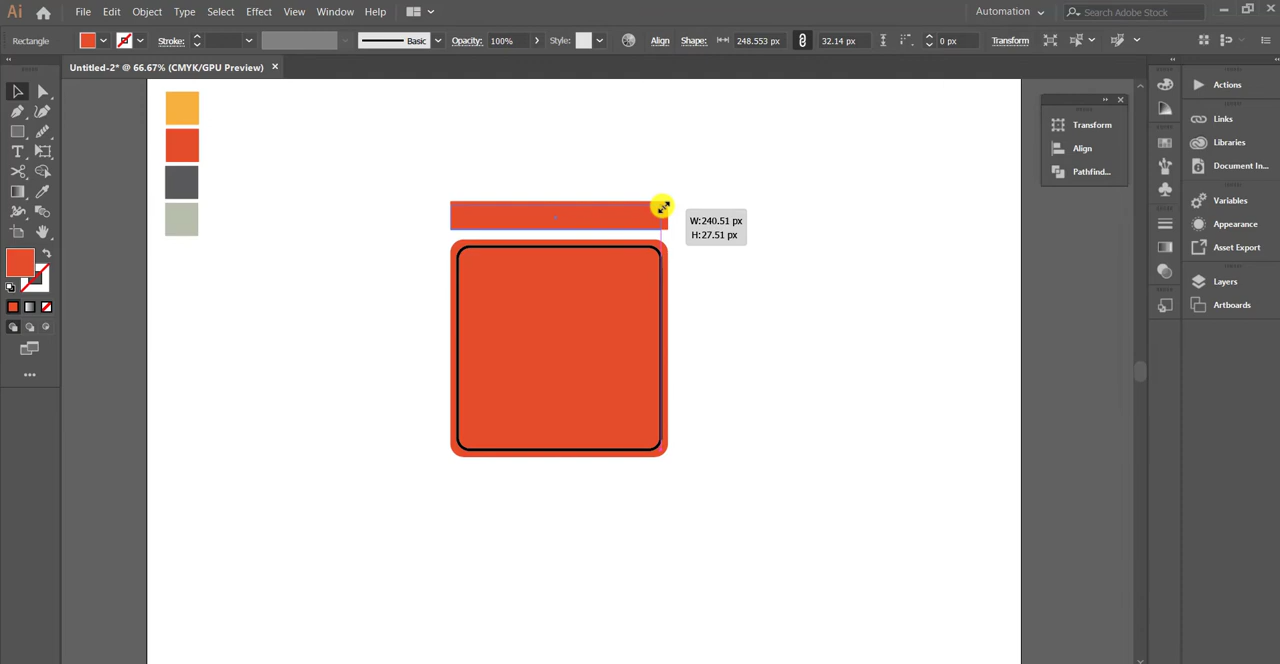 Ai File Edit Object Type Select Effect View Window Help Automation Search Adobe Stock
Rectangle Stroke: Basic Opacity: 100% Style: Align Shape: 248.553 px 32.14 px 0 px Transform
Untitled-2* @ 66.67% (CMYK/GPU Preview)
Actions
Links
Libraries
Document In...
Variables
Appearance
Asset Export
Layers
Artboards
Transform
Align
Pathfind...
W:240.51 px
H:27.51 px